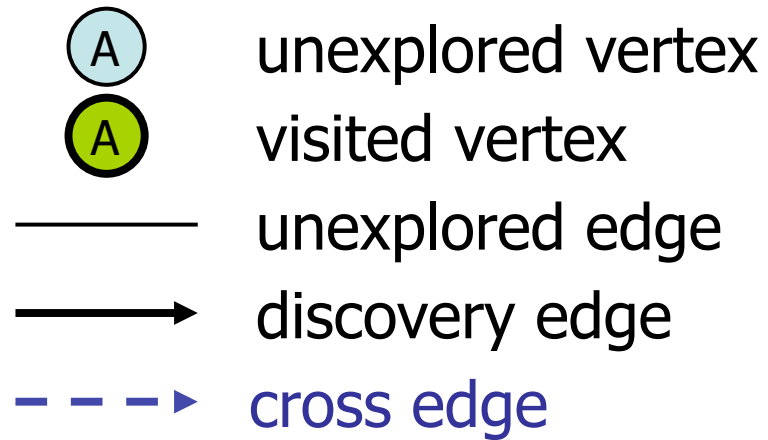 A unexplored vertex
A visited vertex
unexplored edge
discovery edge
cross edge